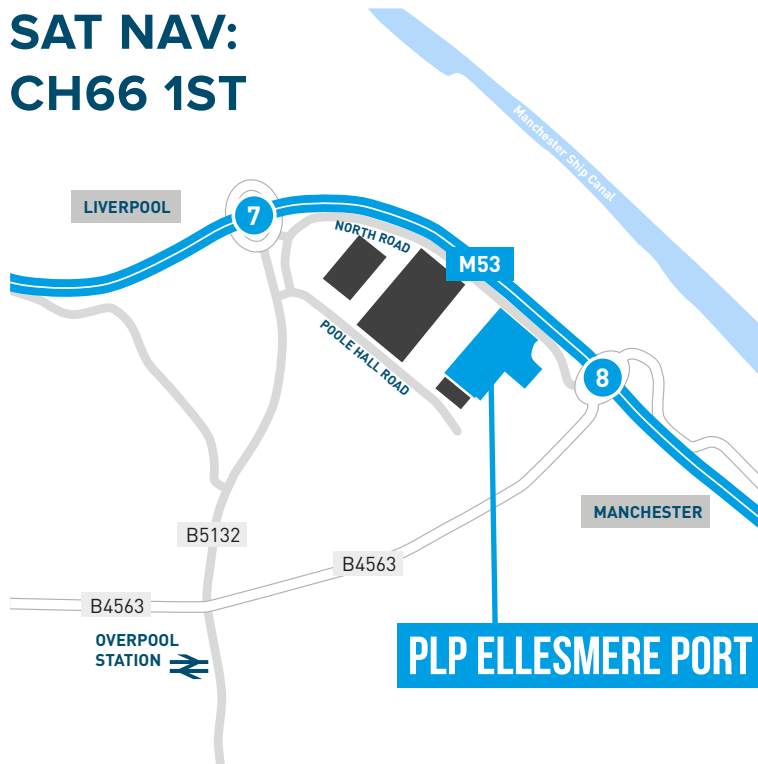 SAT NAV:
CH66 1ST
Manchester Ship Canal
LIVERPOOL
7
NORTH ROAD
M53
POOLE HALL ROAD
8
MANCHESTER
B5132
B4563
B4563
OVERPOOL
STATION
PLP ELLESMERE PORT